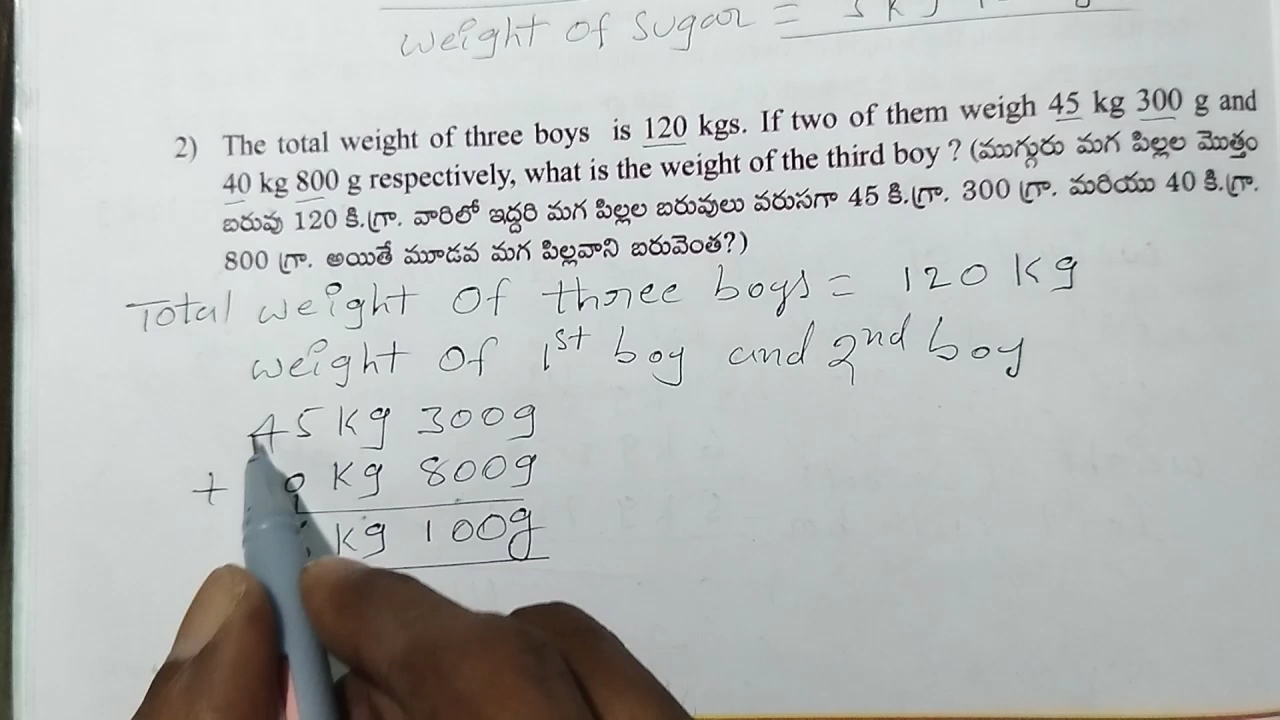 weight of sugar =
2) The total weight of three boys is 120 kgs. If two of them weigh 45 kg 300 g and
40 kg 800 g respectively, what is the weight of the third boy ? (ముగ్గురు మగ పిల్లల మొత్తం
బరువు 120 కి.గ్రా. వారిలో ఇద్దరి మగ పిల్లల బరువులు వరుసగా 45 కి.గ్రా. 300 గ్రా. మరియు 40 కి.గ్రా.
800 గ్రా. అయితే మూడవ మగ పిల్లవాని బరువెంత?)
Total weight of three boys = 120 kg
weight of 1st boy and 2nd boy
45 kg 300g
+ kg 800g
kg 100g